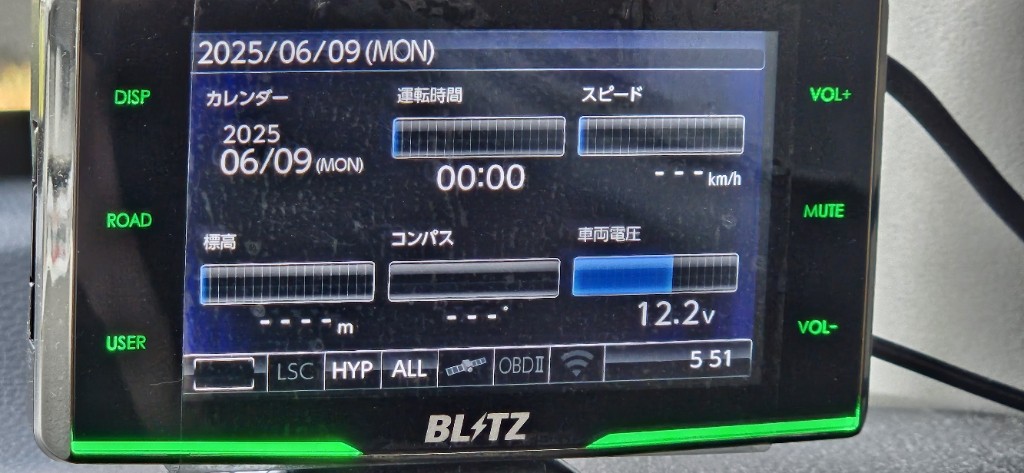 2025/06/09(MON)
DISP
カレンダー
運転時間
スピード
VOL+
2025
06/09(MON)
00:00
---km/h
ROAD
MUTE
標高
コンパス
車両電圧
----m
---°
12.2V
USER
VOL-
LSC
HYP
ALL
OBDII
5 51
BLITZ